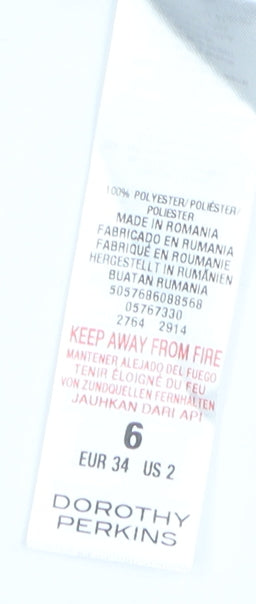 100% POLYESTER/POLIÉSTER/
POLIESTER
MADE IN ROMANIA
FABRICADO EN RUMANIA
FABRIQUÉ EN ROUMANIE
HERGESTELLT IN RUMÄNIEN
BUATAN RUMANIA
5057686088568
05767330
2764 2914
KEEP AWAY FROM FIRE
MANTENER ALEJADO DEL FUEGO
TENIR ÉLOIGNÉ DU FEU
VON ZÜNDQUELLEN FERNHALTEN
JAUHKAN DARI API
6
EUR 34 US 2
DOROTHY
PERKINS